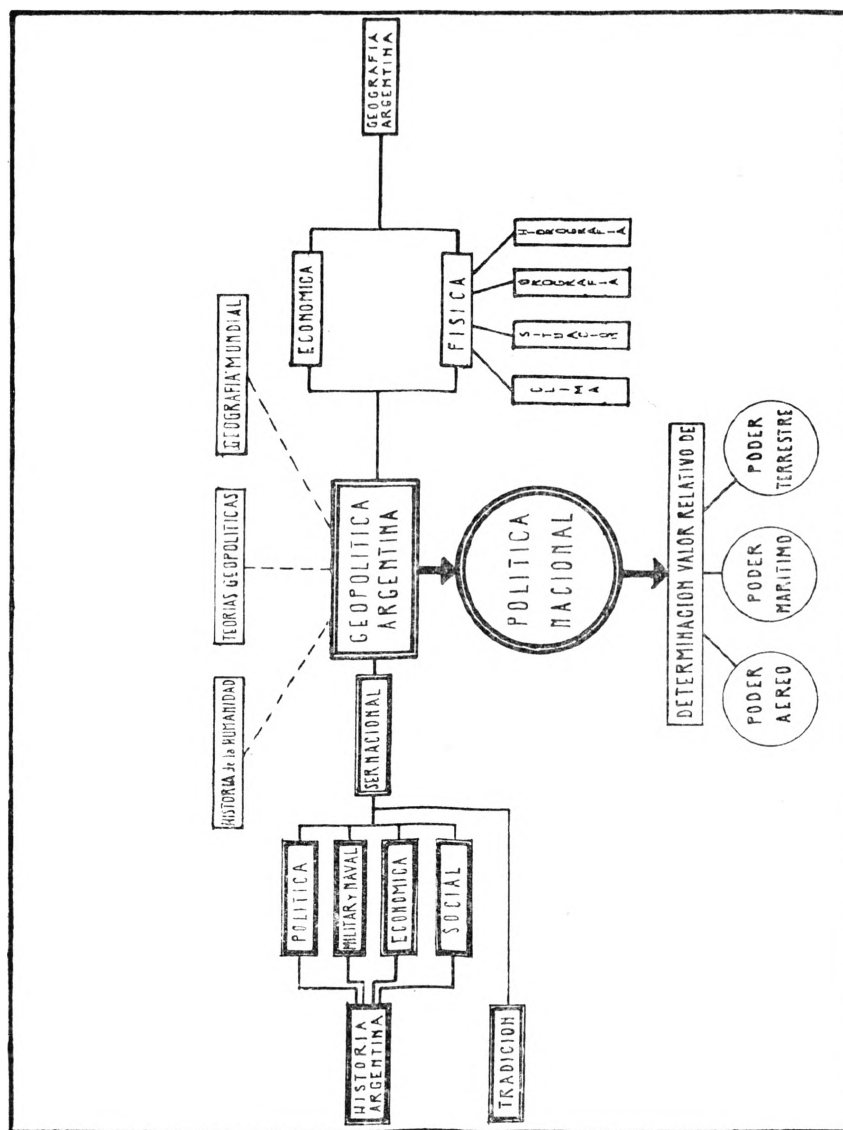 HISTORIA de la HUMANIDAD
TEORIAS GEOPOLITICAS
GEOGRAFIA MUNDIAL
HISTORIA
ARGENTINA
POLITICA
MILITAR Y NAVAL
ECONOMICA
SOCIAL
TRADICION
SER NACIONAL
GEOPOLITICA
ARGENTINA
ECONOMICA
FISICA
GEOGRAFIA
ARGENTINA
CLIMA
SITUACION
OROGRAFIA
HIDROGRAFIA
POLITICA
NACIONAL
DETERMINACION VALOR RELATIVO DE
PODER
AEREO
PODER
MARITIMO
PODER
TERRESTRE